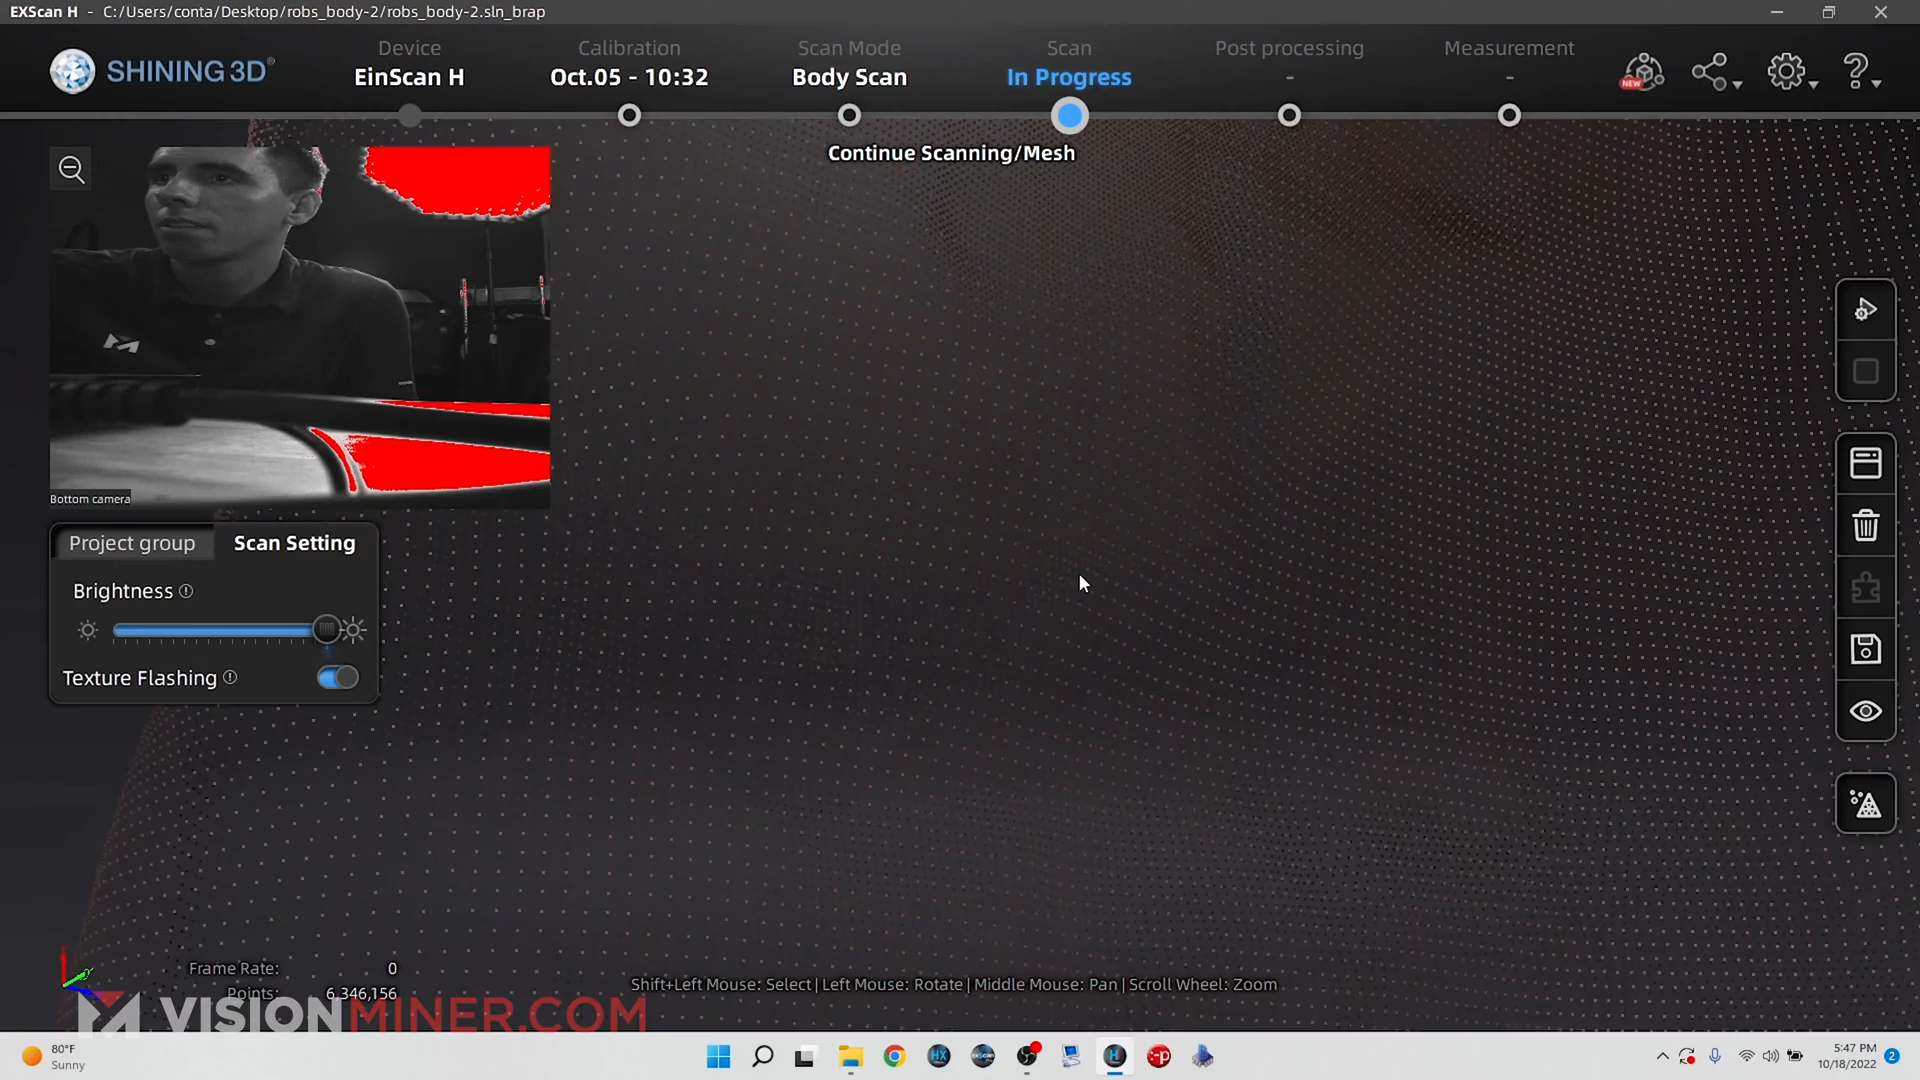 EXScan H - C:/Users/conta/Desktop/robs_body-2/robs_body-2.sln_brap
SHINING 3D®
Device
EinScan H
Calibration
Oct.05 - 10:32
Scan Mode
Body Scan
Scan
In Progress
Post processing
-
Measurement
-
NEW
Continue Scanning/Mesh
Bottom camera
Project group
Scan Setting
Brightness
Texture Flashing
Frame Rate: 0
Points: 6,346,156
Shift+Left Mouse: Select | Left Mouse: Rotate | Middle Mouse: Pan | Scroll Wheel: Zoom
VISIONMINER.COM
80°F
Sunny
HX
EXScan
H
:-p
5:47 PM
10/18/2022
2